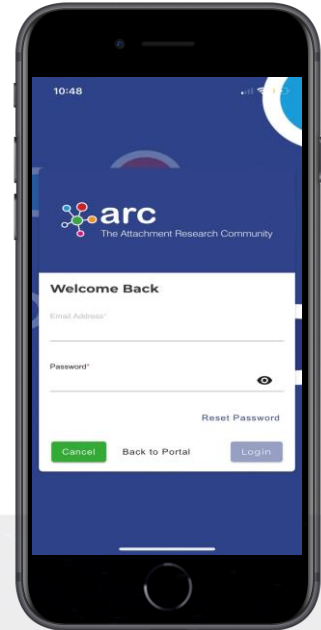 10:48
arc
The Attachment Research Community
Welcome Back
Email Address*
Password*
Reset Password
Cancel Back to Portal Login